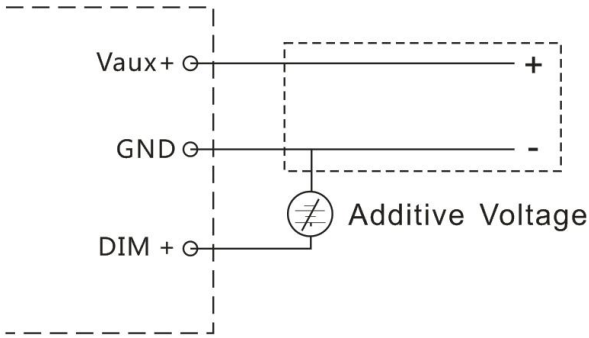 Vaux+
+
GND
-
Additive Voltage
DIM +